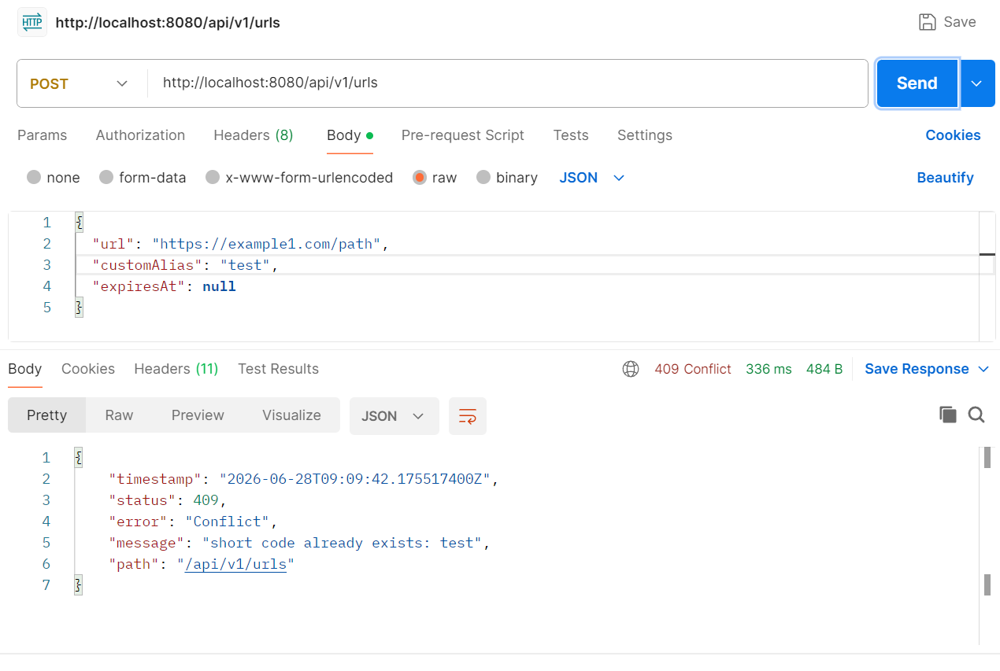 HTTP http://localhost:8080/api/v1/urls Save
POST http://localhost:8080/api/v1/urls Send
Params Authorization Headers (8) Body Pre-request Script Tests Settings Cookies
none form-data x-www-form-urlencoded raw binary JSON Beautify
1 {
2 "url": "https://example1.com/path",
3 "customAlias": "test",
4 "expiresAt": null
5 }
Body Cookies Headers (11) Test Results 409 Conflict 336 ms 484 B Save Response
Pretty Raw Preview Visualize JSON
1 {
2 "timestamp": "2026-06-28T09:09:42.175517400Z",
3 "status": 409,
4 "error": "Conflict",
5 "message": "short code already exists: test",
6 "path": "/api/v1/urls"
7 }